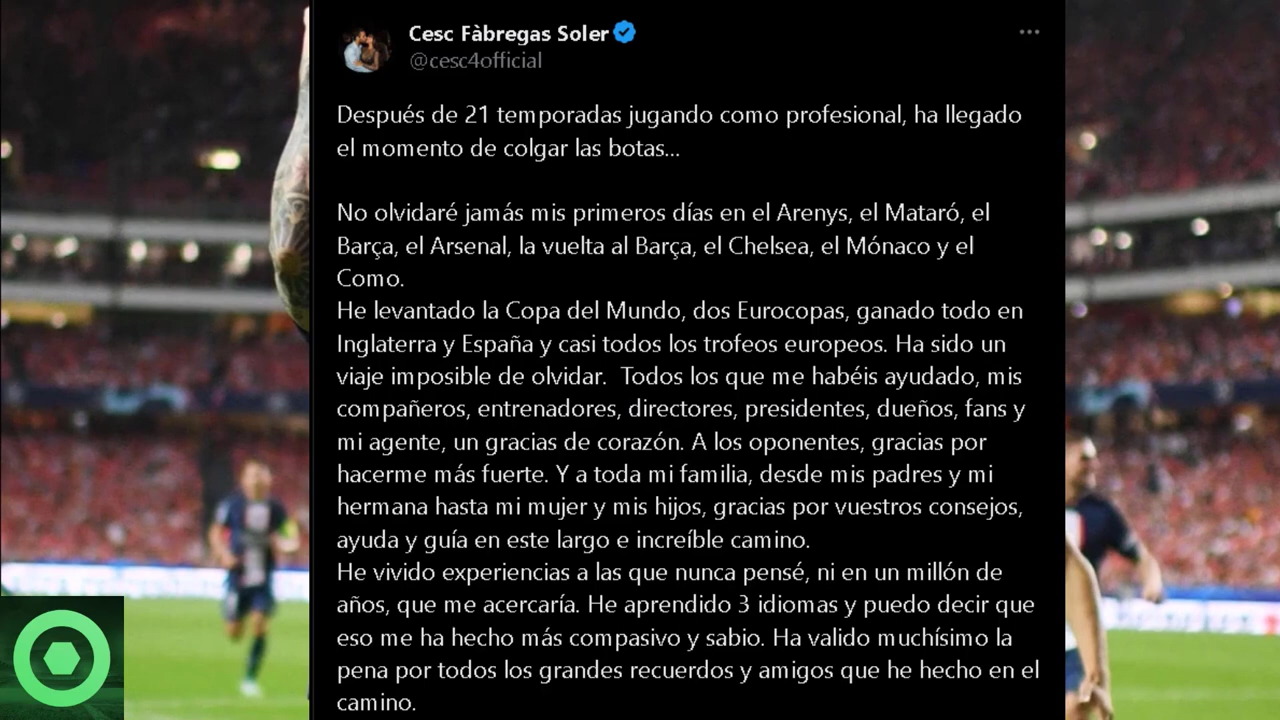 Cesc Fàbregas Soler
@cesc4official
Después de 21 temporadas jugando como profesional, ha llegado
el momento de colgar las botas...
No olvidaré jamás mis primeros días en el Arenys, el Mataró, el
Barça, el Arsenal, la vuelta al Barça, el Chelsea, el Mónaco y el
Como.
He levantado la Copa del Mundo, dos Eurocopas, ganado todo en
Inglaterra y España y casi todos los trofeos europeos. Ha sido un
viaje imposible de olvidar.  Todos los que me habéis ayudado, mis
compañeros, entrenadores, directores, presidentes, dueños, fans y
mi agente, un gracias de corazón. A los oponentes, gracias por
hacerme más fuerte. Y a toda mi familia, desde mis padres y mi
hermana hasta mi mujer y mis hijos, gracias por vuestros consejos,
ayuda y guía en este largo e increíble camino.
He vivido experiencias a las que nunca pensé, ni en un millón de
años, que me acercaría. He aprendido 3 idiomas y puedo decir que
eso me ha hecho más compasivo y sabio. Ha valido muchísimo la
pena por todos los grandes recuerdos y amigos que he hecho en el
camino.